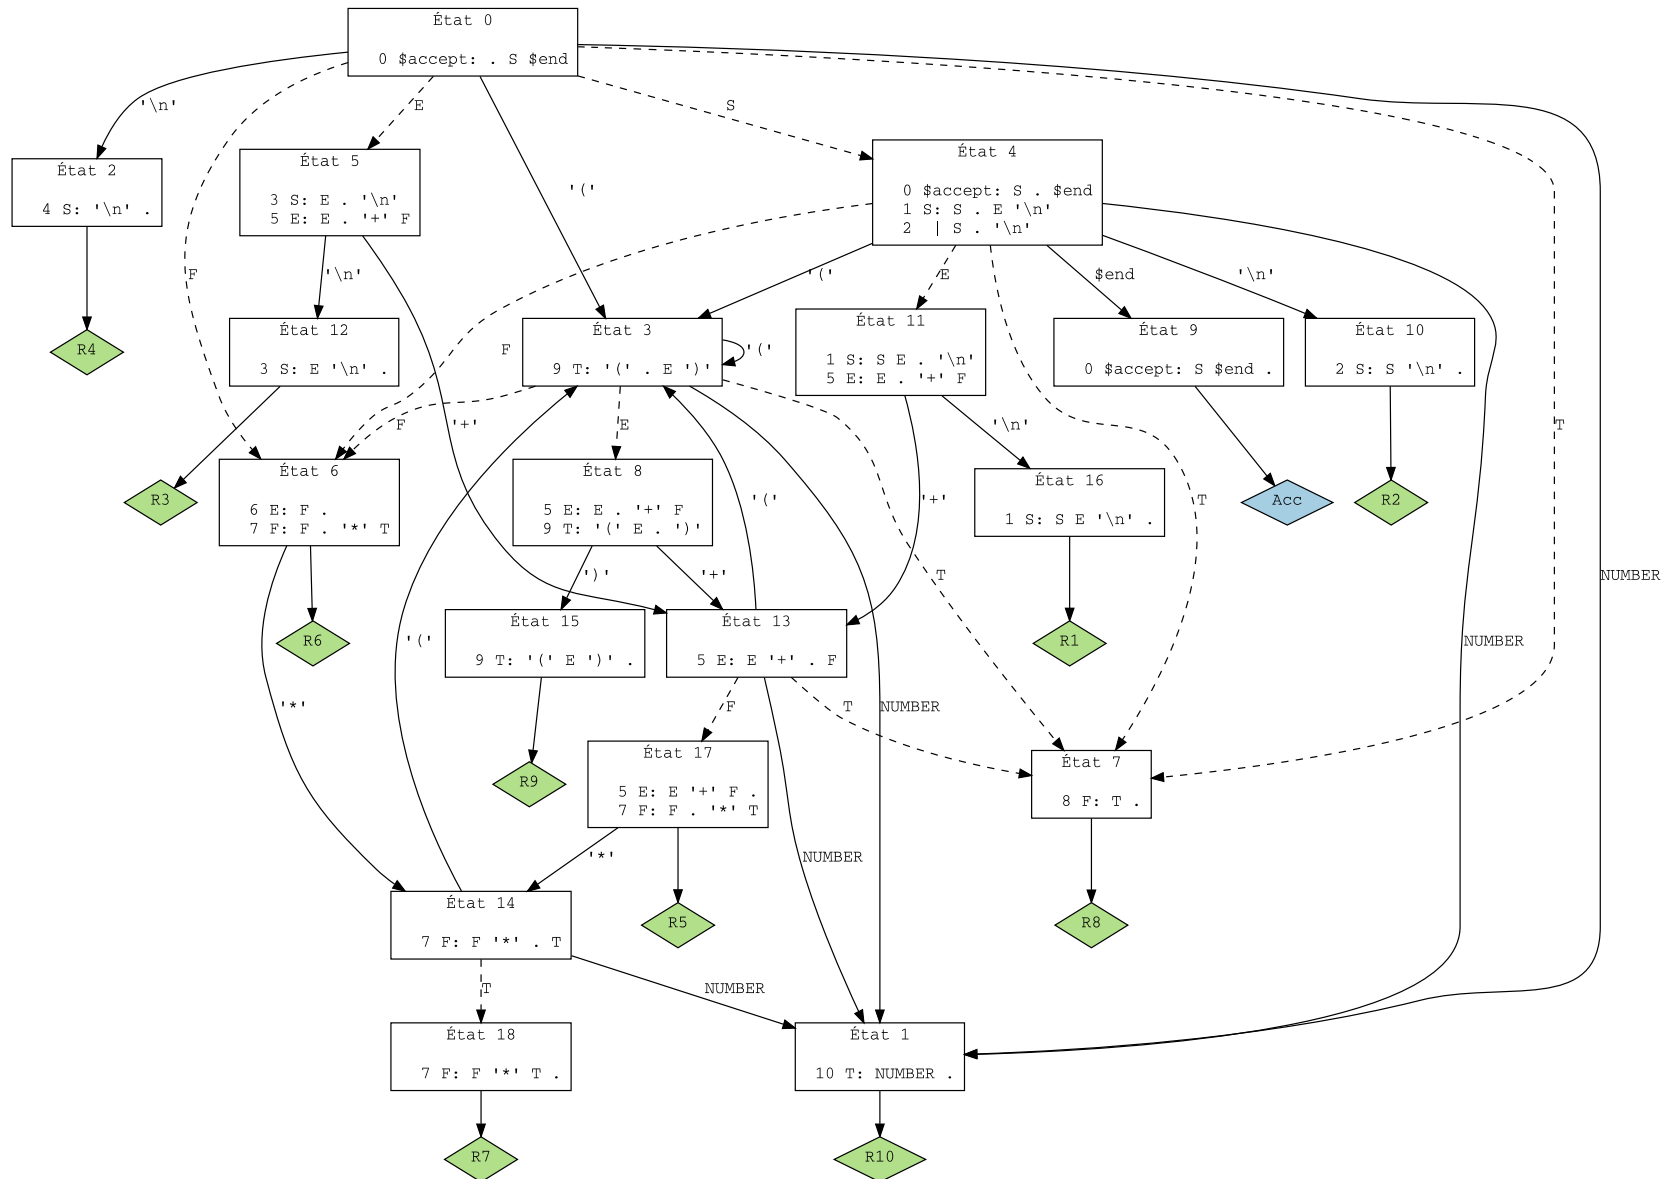 État 0
0 $accept: . S $end
'\n'
E
S
État 4
0 $accept: S . $end
1 S: S . E '\n'
2  | S . '\n'
État 5
3 S: E . '\n'
5 E: E . '+' F
État 2
4 S: '\n' .
'('
F
'\n'
'('
E
$end
'\n'
État 12
3 S: E '\n' .
État 3
9 T: '(' . E ')'
'('
État 11
1 S: S E . '\n'
5 E: E . '+' F
État 9
0 $accept: S $end .
État 10
2 S: S '\n' .
R4
F
F
'+'
E
'\n'
T
État 6
6 E: F .
7 F: F . '*' T
État 8
5 E: E . '+' F
9 T: '(' E . ')'
État 16
1 S: S E '\n' .
R3
'('
'+'
T
Acc
R2
')'
'+'
T
NUMBER
État 15
9 T: '(' E ')' .
État 13
5 E: E '+' . F
R6
'('
R1
NUMBER
'*'
F
T
NUMBER
État 17
5 E: E '+' F .
7 F: F . '*' T
État 7
8 F: T .
R9
'*'
NUMBER
État 14
7 F: F '*' . T
R5
R8
T
NUMBER
État 18
7 F: F '*' T .
État 1
10 T: NUMBER .
R7
R10